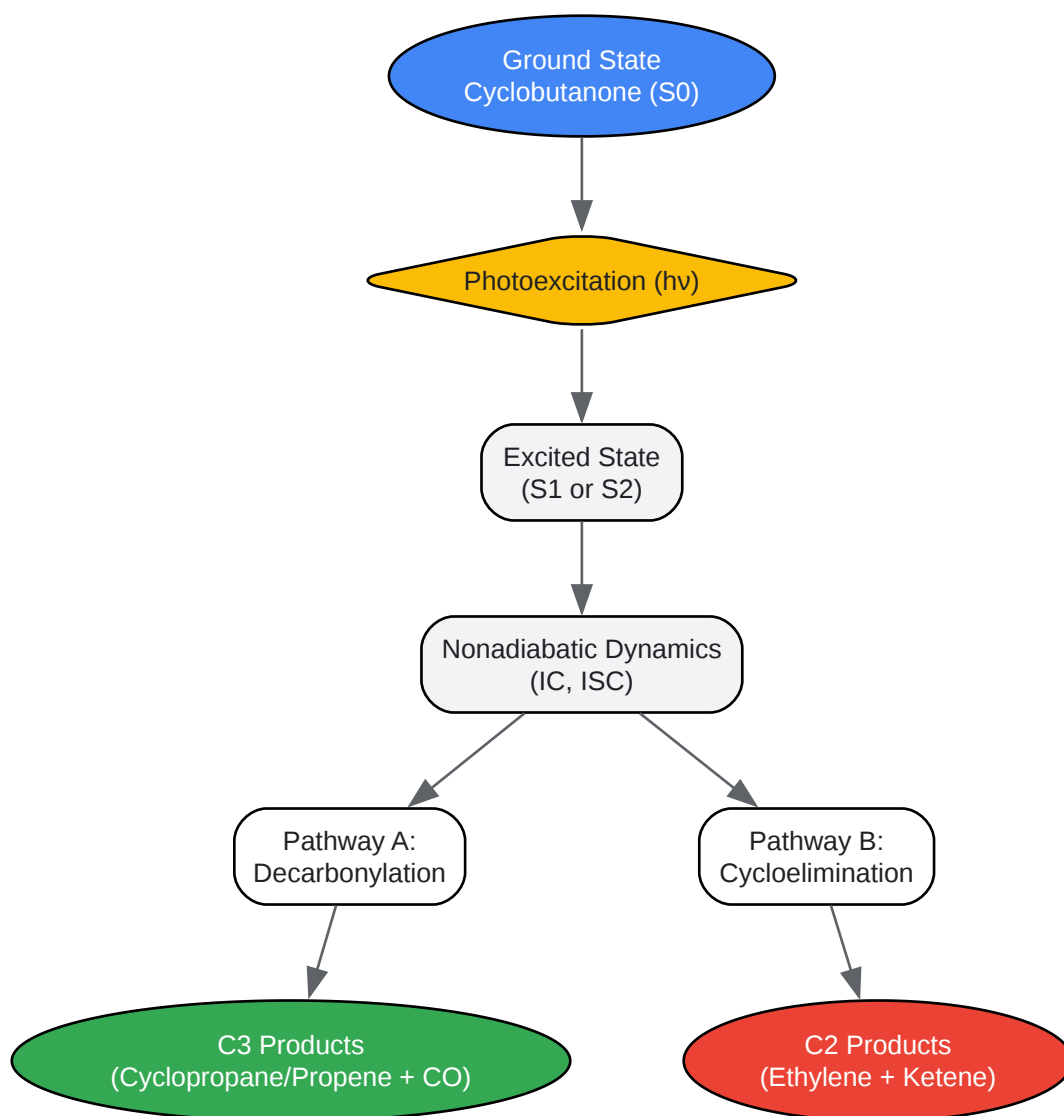 Ground State
Cyclobutanone (S0)
Photoexcitation (hν)
Excited State
(S1 or S2)
Nonadiabatic Dynamics
(IC, ISC)
Pathway A:
Decarbonylation
Pathway B:
Cycloelimination
C3 Products
(Cyclopropane/Propene + CO)
C2 Products
(Ethylene + Ketene)